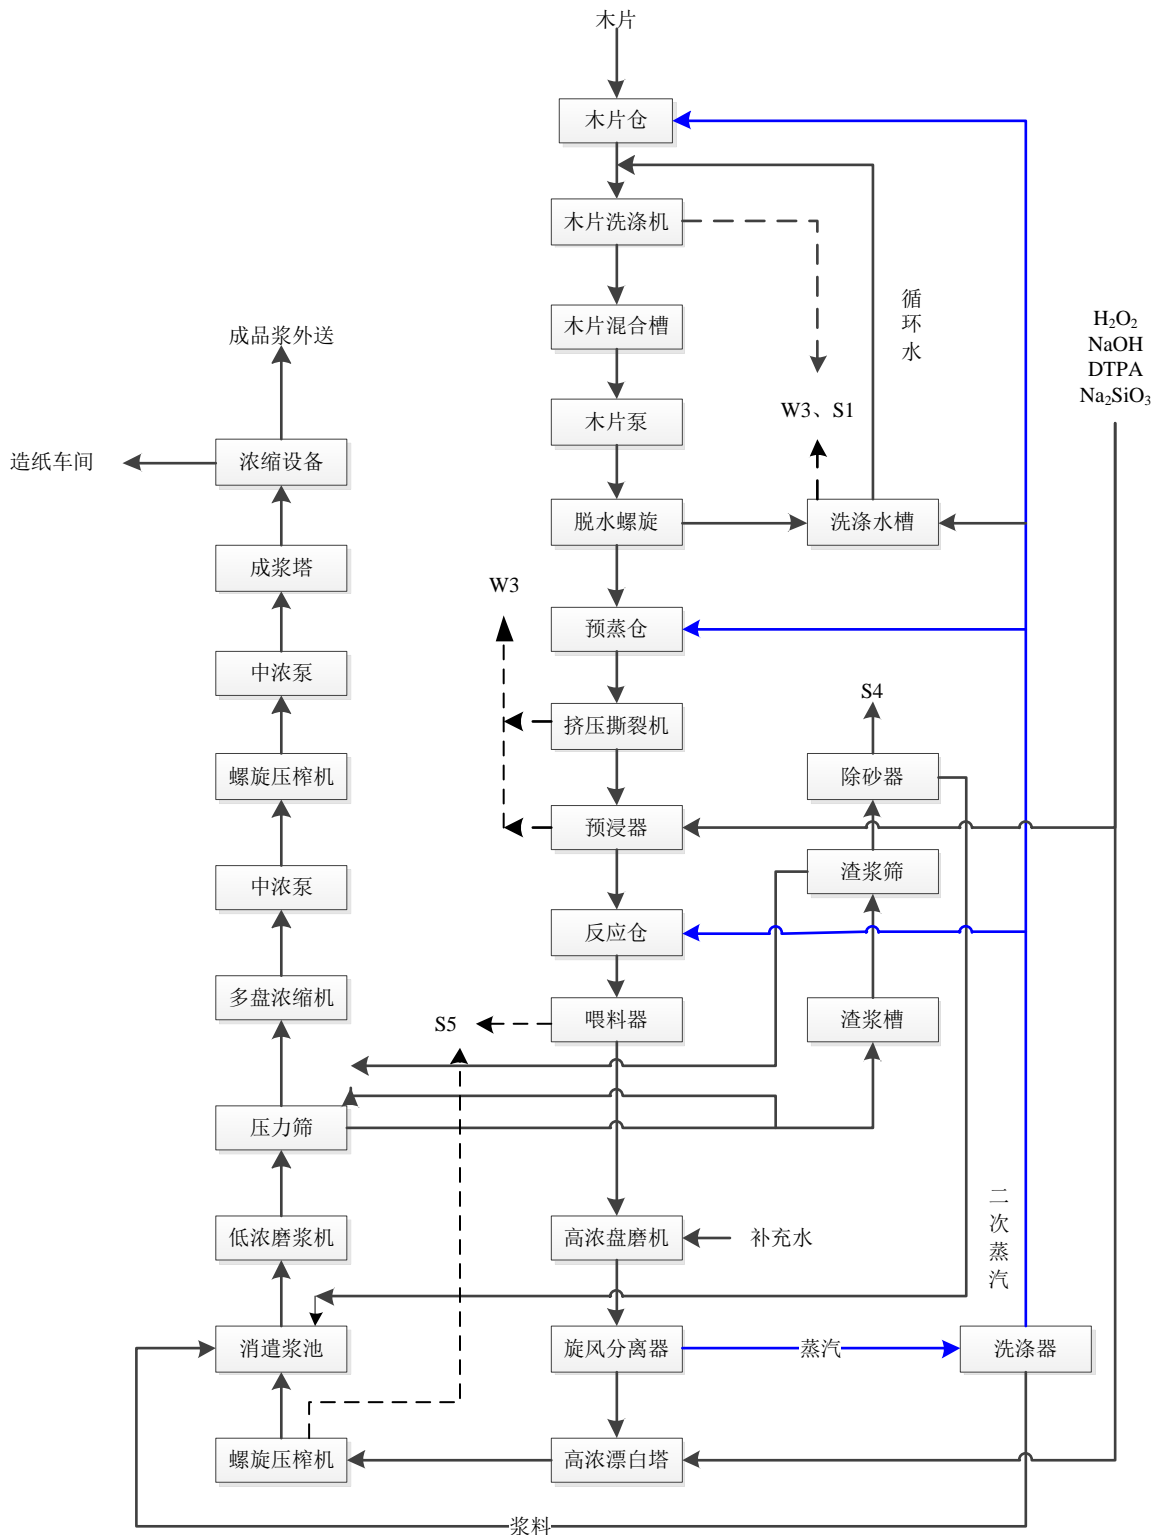 木片
木片仓
木片洗涤机
循环水
木片混合槽
H₂O₂
NaOH
DTPA
Na₂SiO₃
成品浆外送
木片泵
W3、S1
造纸车间
浓缩设备
脱水螺旋
洗涤水槽
成浆塔
W3
预蒸仓
中浓泵
S4
挤压撕裂机
螺旋压榨机
除砂器
预浸器
渣浆筛
中浓泵
反应仓
多盘浓缩机
S5
喂料器
渣浆槽
压力筛
二次蒸汽
低浓磨浆机
高浓盘磨机
补充水
消遣浆池
旋风分离器
蒸汽
洗涤器
螺旋压榨机
高浓漂白塔
浆料